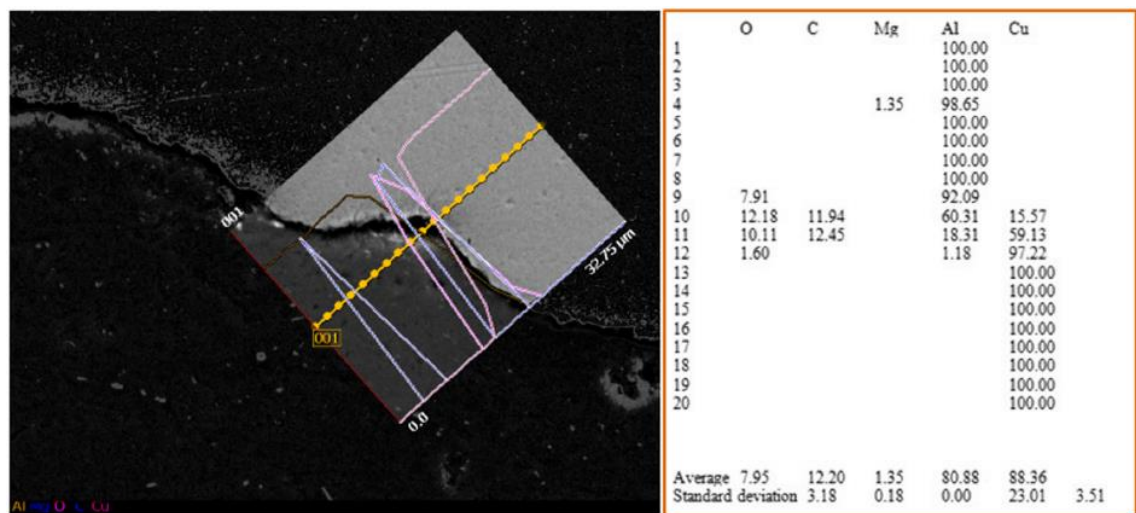 001
001
0.0
32.75 µm
Al Mg O C Cu
O C Mg Al Cu
1 100.00
2 100.00
3 100.00
4 1.35 98.65
5 100.00
6 100.00
7 100.00
8 100.00
9 7.91 92.09
10 12.18 11.94 60.31 15.57
11 10.11 12.45 18.31 59.13
12 1.60 1.18 97.22
13 100.00
14 100.00
15 100.00
16 100.00
17 100.00
18 100.00
19 100.00
20 100.00
Average 7.95 12.20 1.35 80.88 88.36
Standard deviation 3.18 0.18 0.00 23.01 3.51